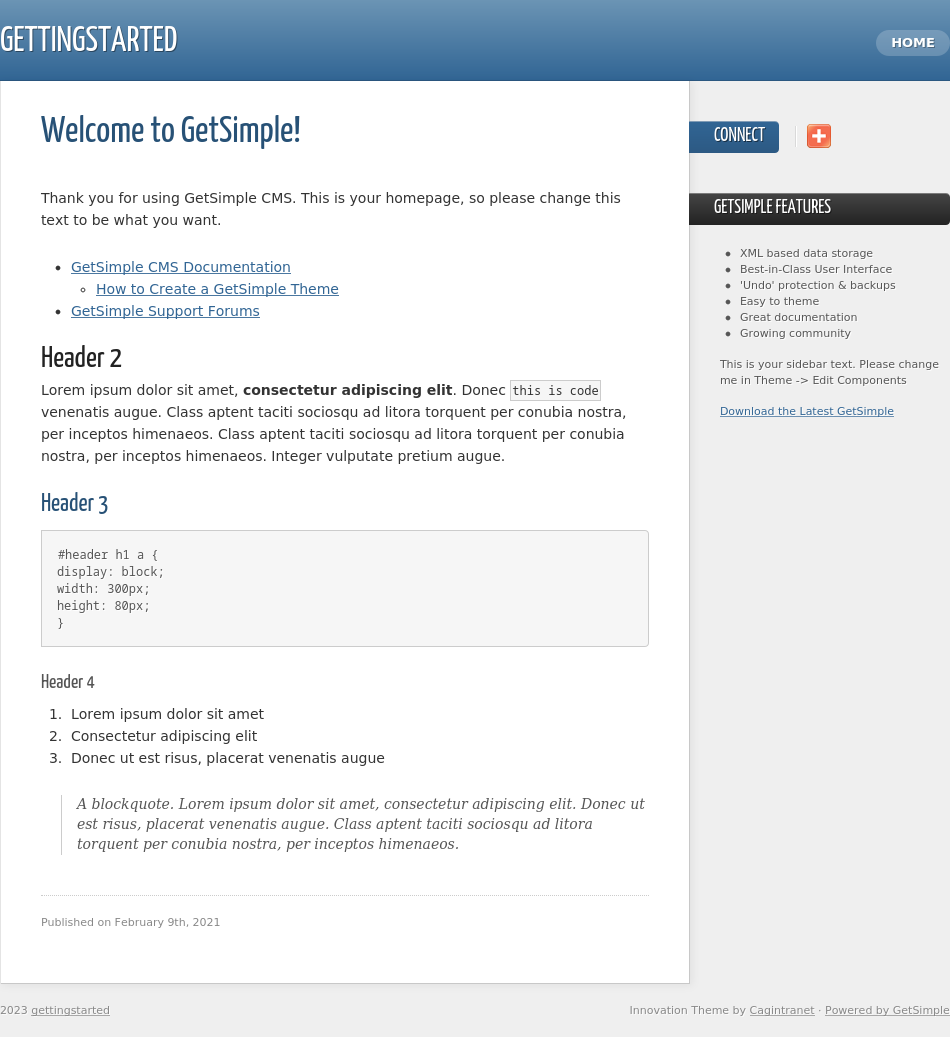 GETTINGSTARTED
HOME
Welcome to GetSimple!
Thank you for using GetSimple CMS. This is your homepage, so please change this
text to be what you want.
GetSimple CMS Documentation
How to Create a GetSimple Theme
GetSimple Support Forums
Header 2
Lorem ipsum dolor sit amet, consectetur adipiscing elit. Donec this is code
venenatis augue. Class aptent taciti sociosqu ad litora torquent per conubia nostra,
per inceptos himenaeos. Class aptent taciti sociosqu ad litora torquent per conubia
nostra, per inceptos himenaeos. Integer vulputate pretium augue.
Header 3
#header h1 a {
display: block;
width: 300px;
height: 80px;
}
Header 4
1. Lorem ipsum dolor sit amet
2. Consectetur adipiscing elit
3. Donec ut est risus, placerat venenatis augue
A blockquote. Lorem ipsum dolor sit amet, consectetur adipiscing elit. Donec ut
est risus, placerat venenatis augue. Class aptent taciti sociosqu ad litora
torquent per conubia nostra, per inceptos himenaeos.
Published on February 9th, 2021
CONNECT
GETSIMPLE FEATURES
XML based data storage
Best-in-Class User Interface
'Undo' protection & backups
Easy to theme
Great documentation
Growing community
This is your sidebar text. Please change
me in Theme -> Edit Components
Download the Latest GetSimple
2023 gettingstarted
Innovation Theme by Cagintranet · Powered by GetSimple